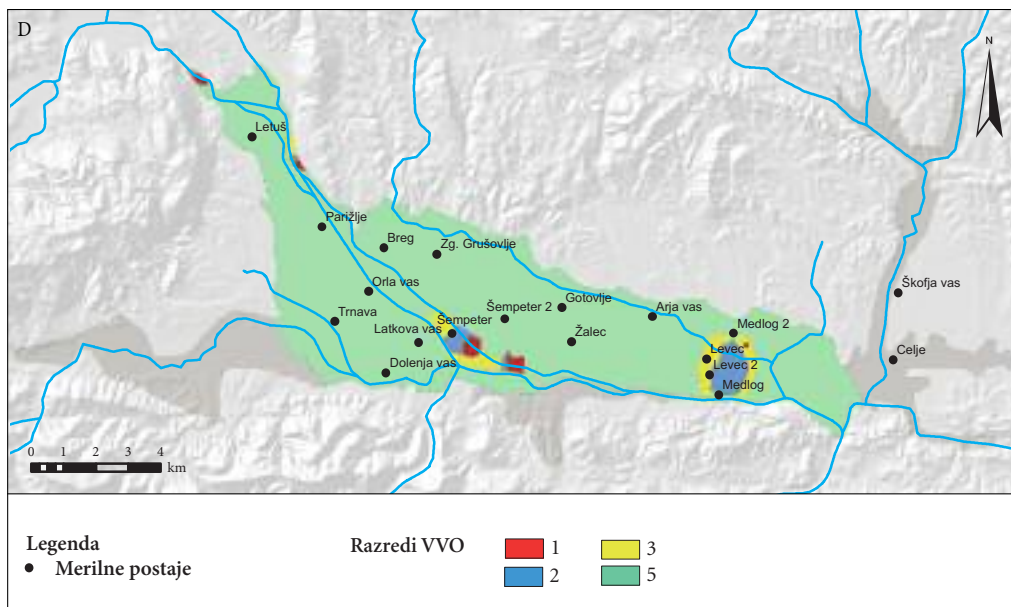 D
N
Letuš
Parižlje
Breg
Zg. Grušovlje
Orla vas
Trnava
Latkova vas
Šempeter
Šempeter 2
Gotovlje
Žalec
Arja vas
Škofja vas
Medlog 2
Levec
Levec 2
Medlog
Celje
Dolenja vas
0 1 2 3 4
km
Legenda
Merilne postaje
Razredi VVO
1
2
3
5